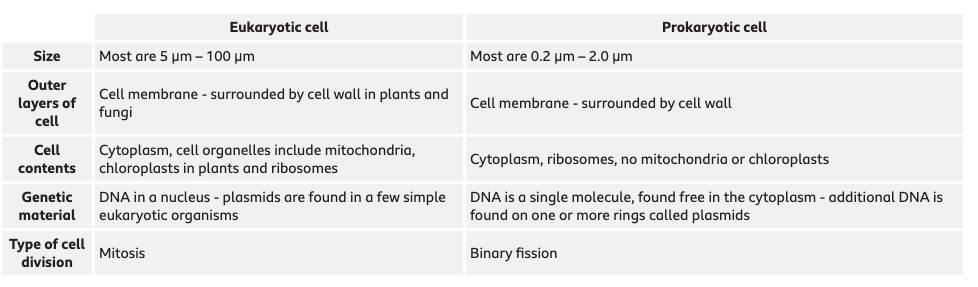 Eukaryotic cell
Prokaryotic cell
Size
Most are 5 μm – 100 μm
Most are 0.2 μm – 2.0 μm
Outer
layers of
cell
Cell membrane - surrounded by cell wall in plants and
fungi
Cell membrane - surrounded by cell wall
Cell
contents
Cytoplasm, cell organelles include mitochondria,
chloroplasts in plants and ribosomes
Cytoplasm, ribosomes, no mitochondria or chloroplasts
Genetic
material
DNA in a nucleus - plasmids are found in a few simple
eukaryotic organisms
DNA is a single molecule, found free in the cytoplasm - additional DNA is
found on one or more rings called plasmids
Type of cell
division
Mitosis
Binary fission